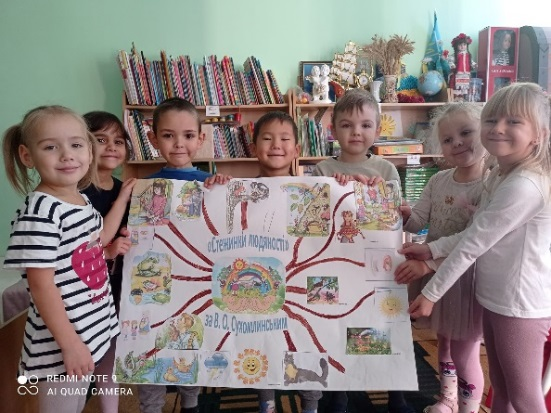 «Стежинки людяності»
за В. О. Сухомлинським
REDMI NOTE 9
AI QUAD CAMERA